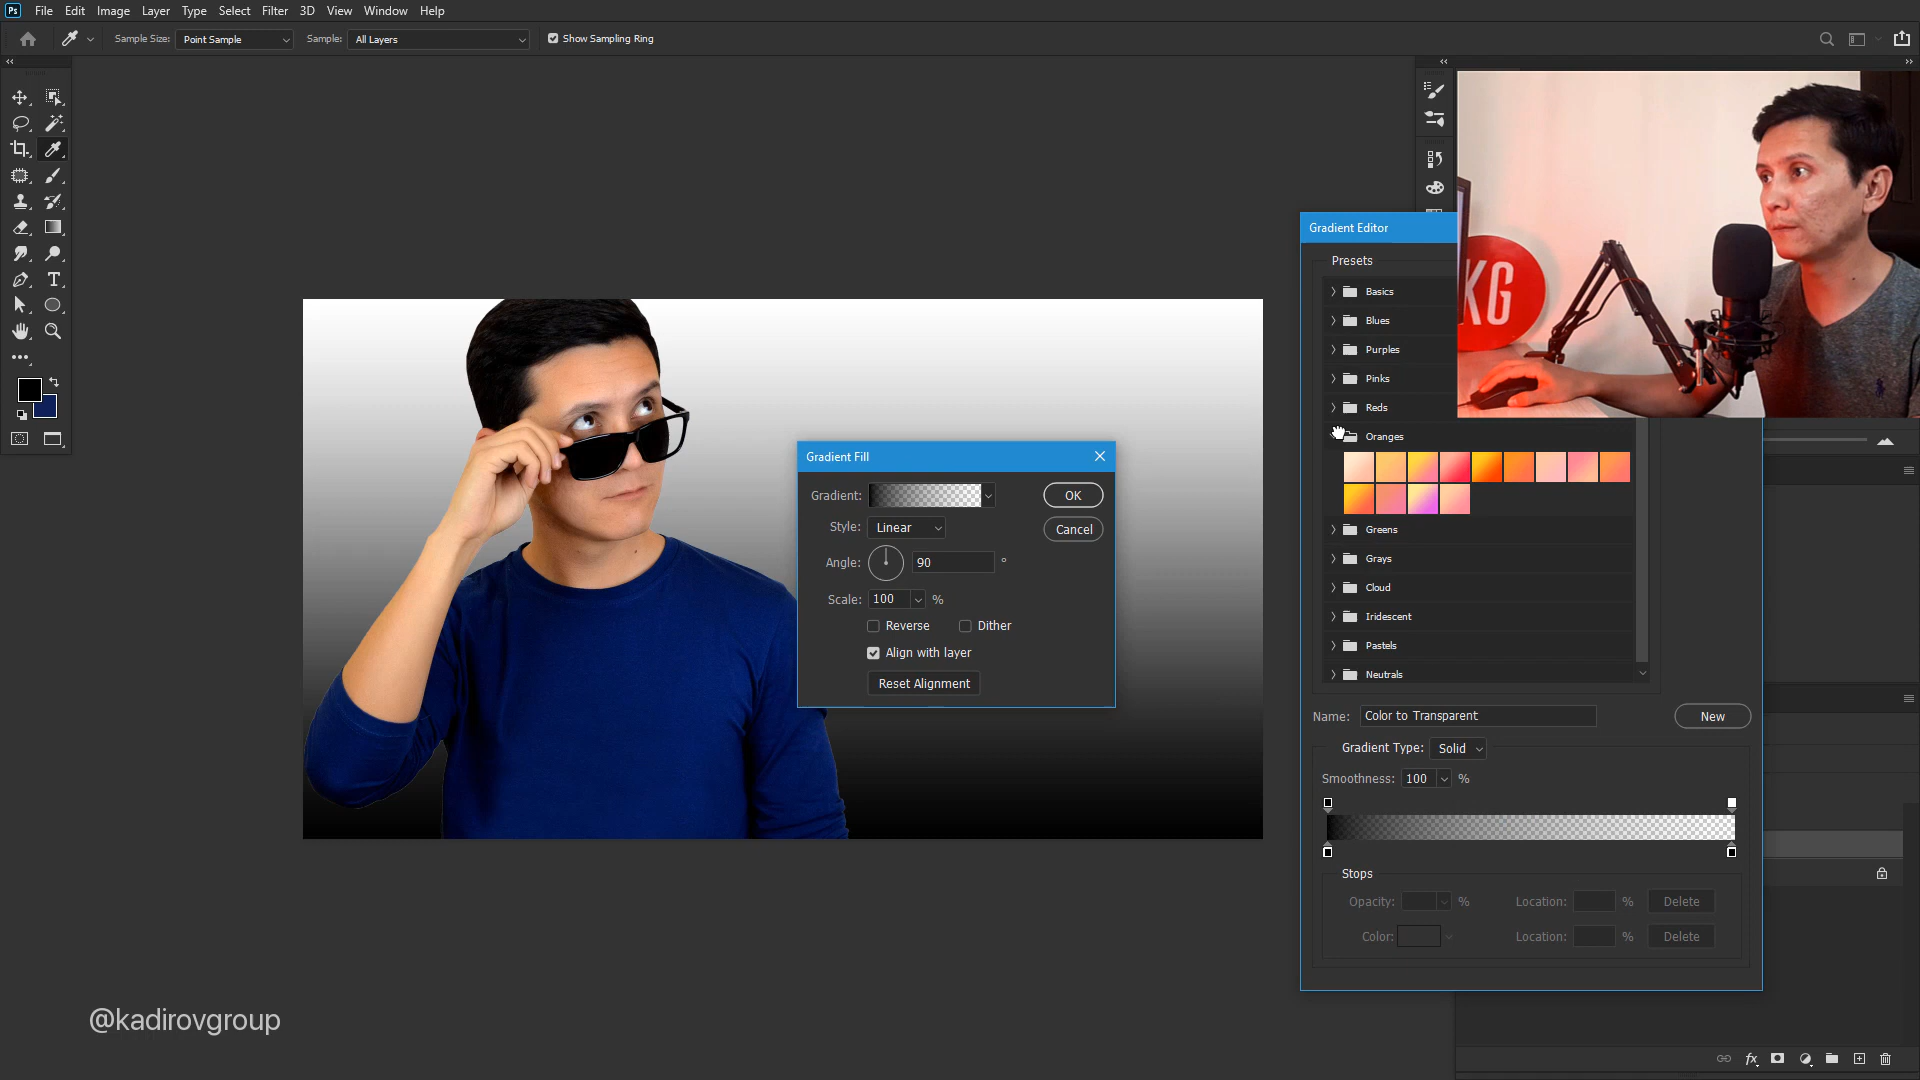 Ps File Edit Image Layer Type Select Filter 3D View Window Help
Sample Size: Point Sample Sample: All Layers Show Sampling Ring
KG
Gradient Editor
Presets
Basics
Blues
Purples
Pinks
Reds
Oranges
Greens
Grays
Cloud
Iridescent
Pastels
Neutrals
Name: Color to Transparent New
Gradient Type: Solid
Smoothness: 100 %
Stops
Opacity: % Location: % Delete
Color: Location: % Delete
Gradient Fill
Gradient: OK
Style: Linear Cancel
Angle: 90 °
Scale: 100 %
Reverse Dither
Align with layer
Reset Alignment
@kadirovgroup
fx